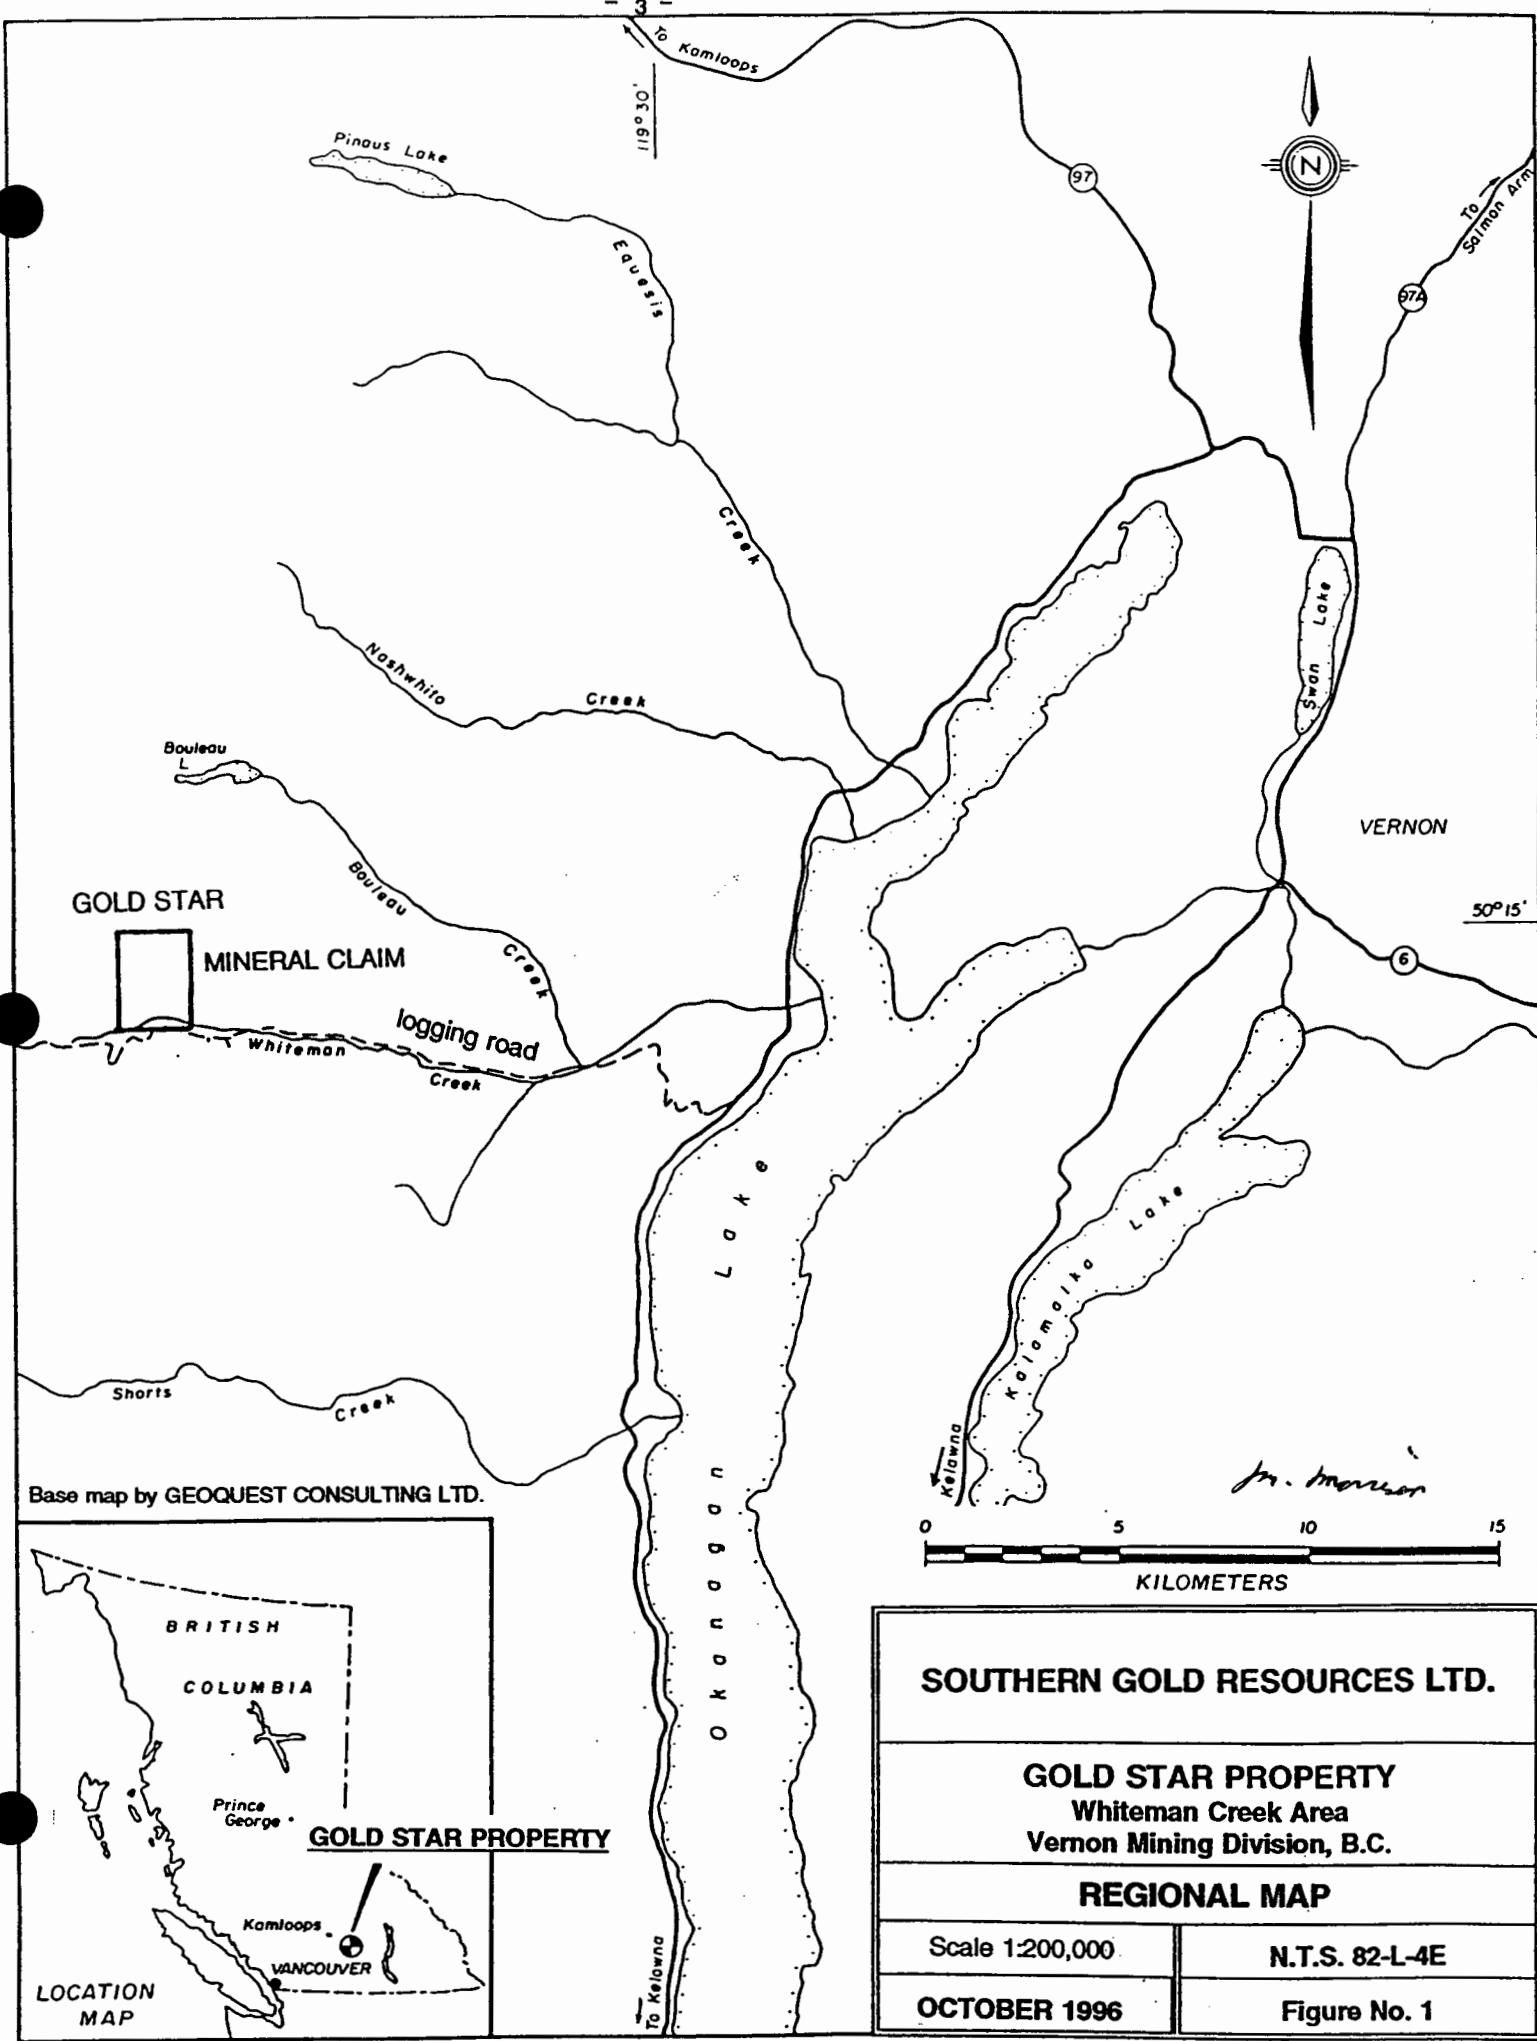 - 3 -
To Kamloops
119° 30'
Pinaus Lake
97
N
To
Salmon Arm
97A
Equesis
Creek
Swan Lake
Nashwhito Creek
Bouleau
L
VERNON
Bouleau Creek
GOLD STAR
MINERAL CLAIM
50° 15'
6
logging road
Whiteman
Creek
Okanagan Lake
Kalamalka Lake
Shorts
Creek
Kelowna
Base map by GEOQUEST CONSULTING LTD.
M. Morrison
0 5 10 15
KILOMETERS
BRITISH
COLUMBIA
Prince
George
GOLD STAR PROPERTY
Kamloops
VANCOUVER
LOCATION
MAP
To Kelowna
SOUTHERN GOLD RESOURCES LTD.
GOLD STAR PROPERTY
Whiteman Creek Area
Vernon Mining Division, B.C.
REGIONAL MAP
Scale 1:200,000
N.T.S. 82-L-4E
OCTOBER 1996
Figure No. 1